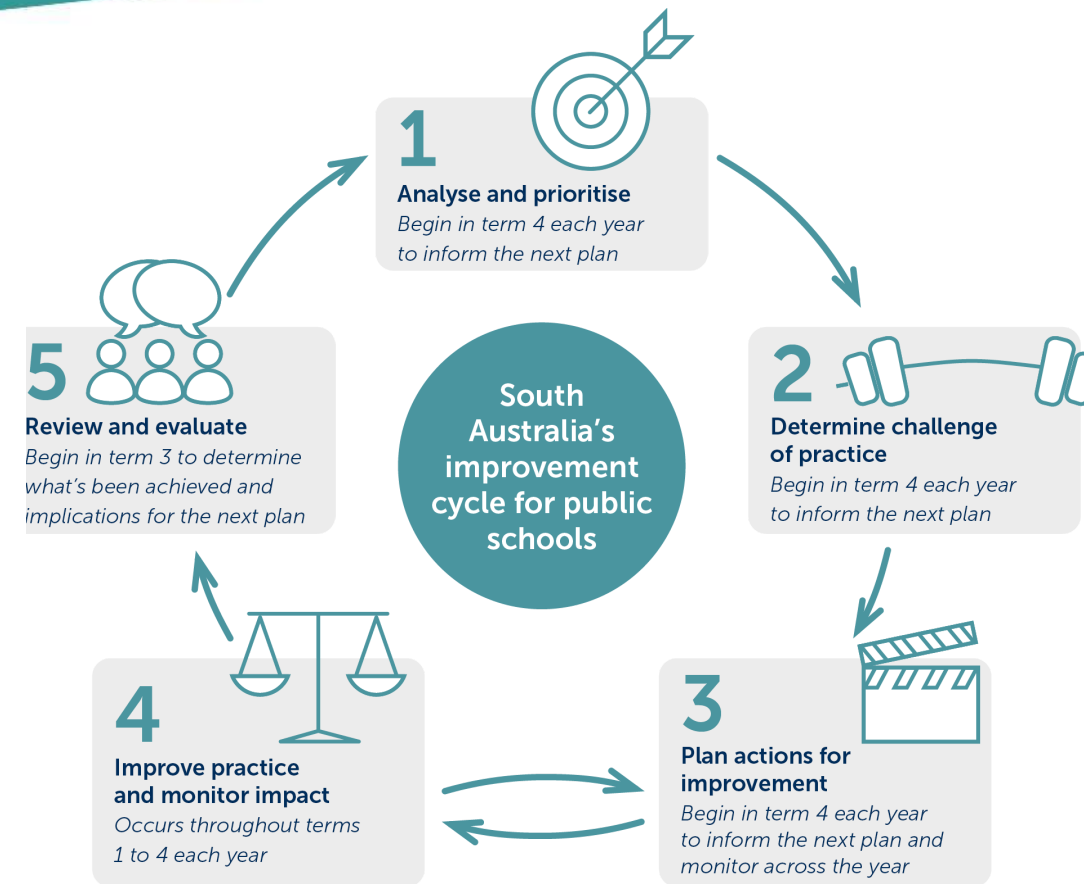 1
Analyse and prioritise
Begin in term 4 each year
to inform the next plan
2
Determine challenge
of practice
Begin in term 4 each year
to inform the next plan
3
Plan actions for
improvement
Begin in term 4 each year
to inform the next plan and
monitor across the year
4
Improve practice
and monitor impact
Occurs throughout terms
1 to 4 each year
5
Review and evaluate
Begin in term 3 to determine
what's been achieved and
implications for the next plan
South
Australia's
improvement
cycle for public
schools